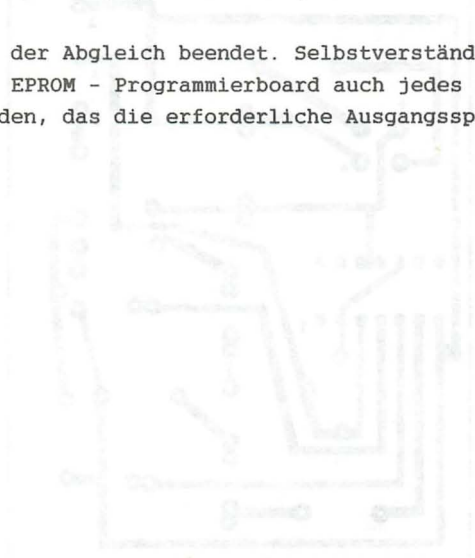 der Abgleich beendet. Selbstverständ
EPROM - Programmierboard auch jedes
den, das die erforderliche Ausgangssp